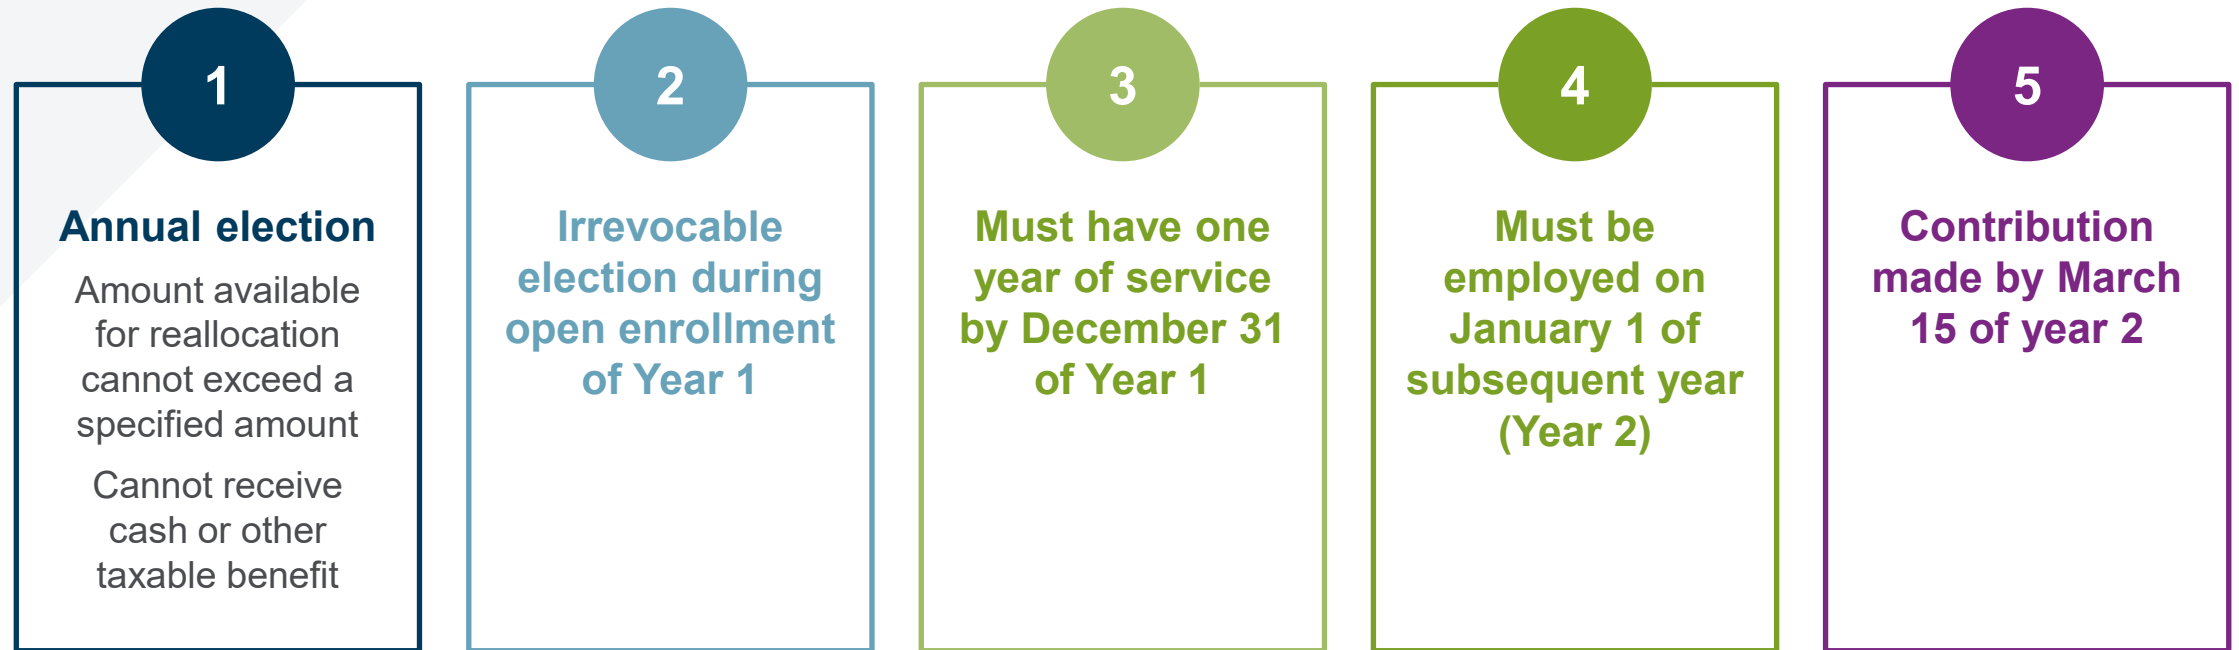 1
Annual election
Amount available
for reallocation
cannot exceed a
specified amount
Cannot receive
cash or other
taxable benefit
2
Irrevocable
election during
open enrollment
of Year 1
3
Must have one
year of service
by December 31
of Year 1
4
Must be
employed on
January 1 of
subsequent year
(Year 2)
5
Contribution
made by March
15 of year 2